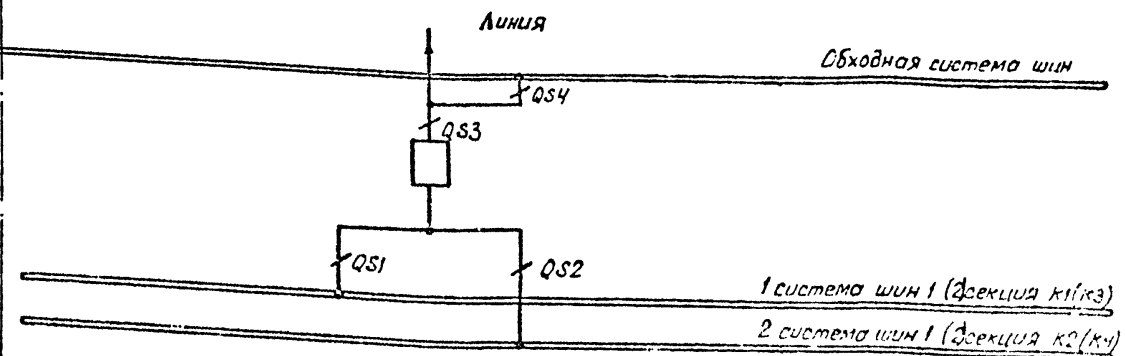 Линия
Обходная система шин
QS4
QS3
QS1
QS2
1 система шин 1 (2)секция К1(К3)
2 система шин 1 (2)секция К2(К4)